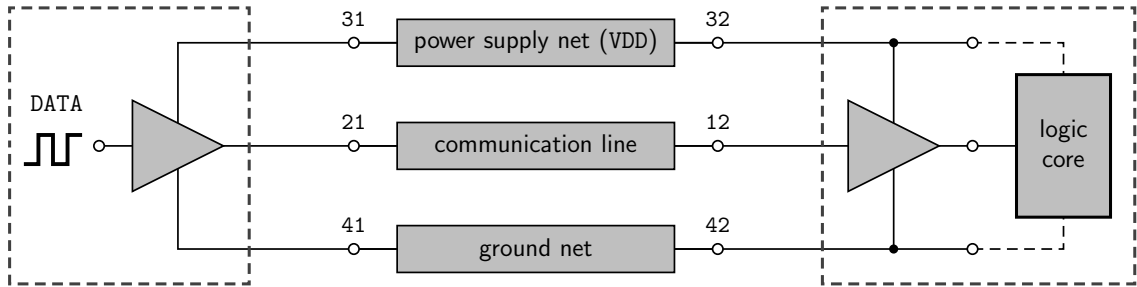 31
power supply net (VDD)
32
DATA
21
communication line
12
logic
core
41
ground net
42